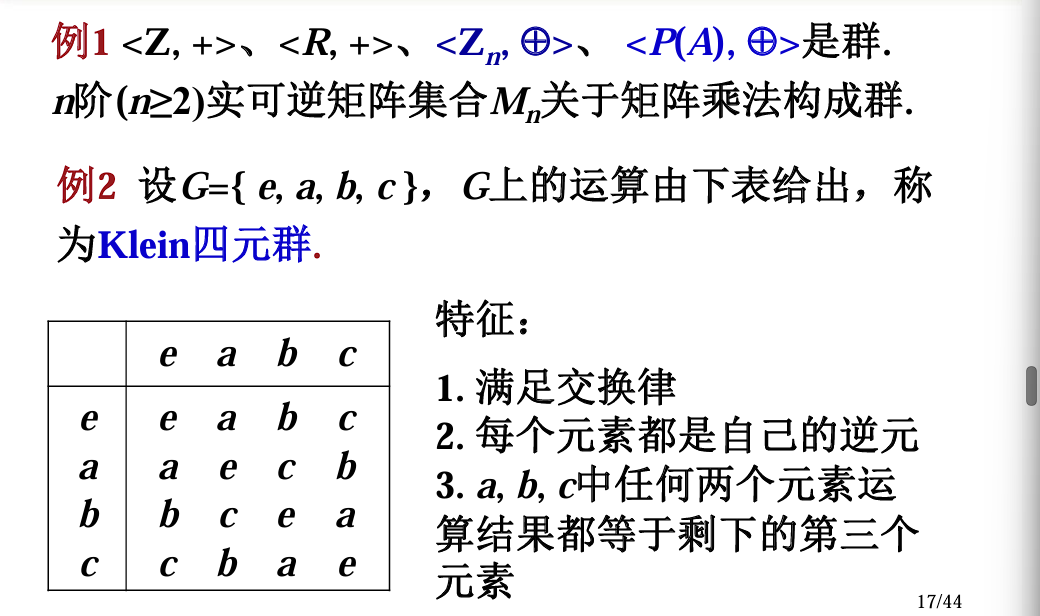 例1 <Z, +>、<R, +>、<Zn, ⊕>、 <P(A), ⊕>是群.
n阶(n≥2)实可逆矩阵集合Mn关于矩阵乘法构成群.
例2 设G={ e, a, b, c }， G上的运算由下表给出，称
为Klein四元群.
e a b c
e e a b c
a a e c b
b b c e a
c c b a e
特征：
1. 满足交换律
2. 每个元素都是自己的逆元
3. a, b, c中任何两个元素运
算结果都等于剩下的第三个
元素
17/44